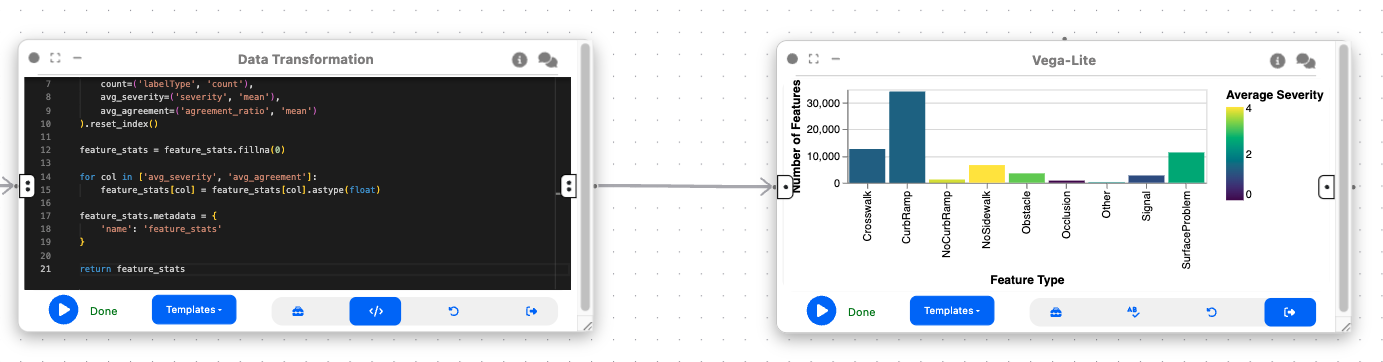 Data Transformation
7 count=('labelType', 'count'),
8 avg_severity=('severity', 'mean'),
9 avg_agreement=('agreement_ratio', 'mean')
10 ).reset_index()
11
12 feature_stats = feature_stats.fillna(0)
13
14 for col in ['avg_severity', 'avg_agreement']:
15 feature_stats[col] = feature_stats[col].astype(float)
16
17 feature_stats.metadata = {
18 'name': 'feature_stats'
19 }
20
21 return feature_stats
Done
Templates
</>
Vega-Lite
Number of Features
30,000
20,000
10,000
0
Crosswalk
CurbRamp
NoCurbRamp
NoSidewalk
Obstacle
Occlusion
Other
Signal
SurfaceProblem
Feature Type
Average Severity
4
2
2
0
Done
Templates
AB